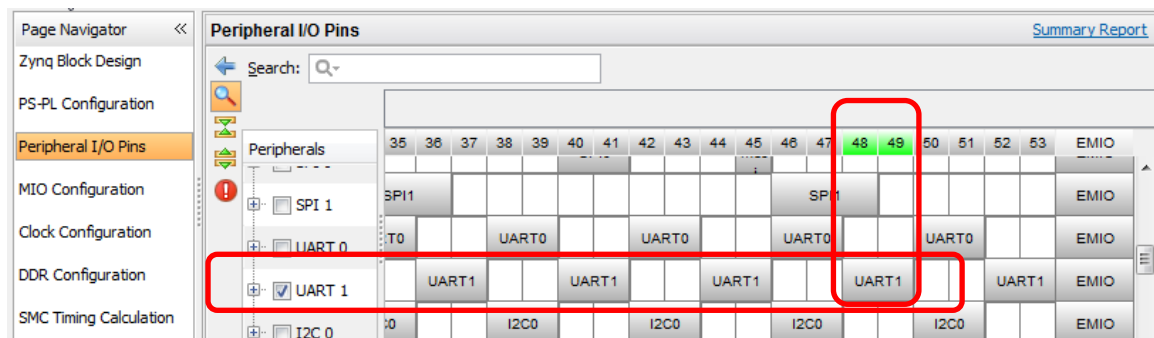 Page Navigator «
Peripheral I/O Pins
Summary Report
Zynq Block Design
Search:
PS-PL Configuration
Peripheral I/O Pins
Peripherals
35 36 37 38 39 40 41 42 43 44 45 46 47 48 49 50 51 52 53 EMIO
MIO Configuration
SPI 1
SPI1 SPI1 EMIO
Clock Configuration
UART 0
UART0 UART0 UART0 UART0 EMIO
DDR Configuration
UART 1
UART1 UART1 UART1 UART1 UART1 EMIO
SMC Timing Calculation
I2C 0
I2C0 I2C0 I2C0 I2C0 EMIO